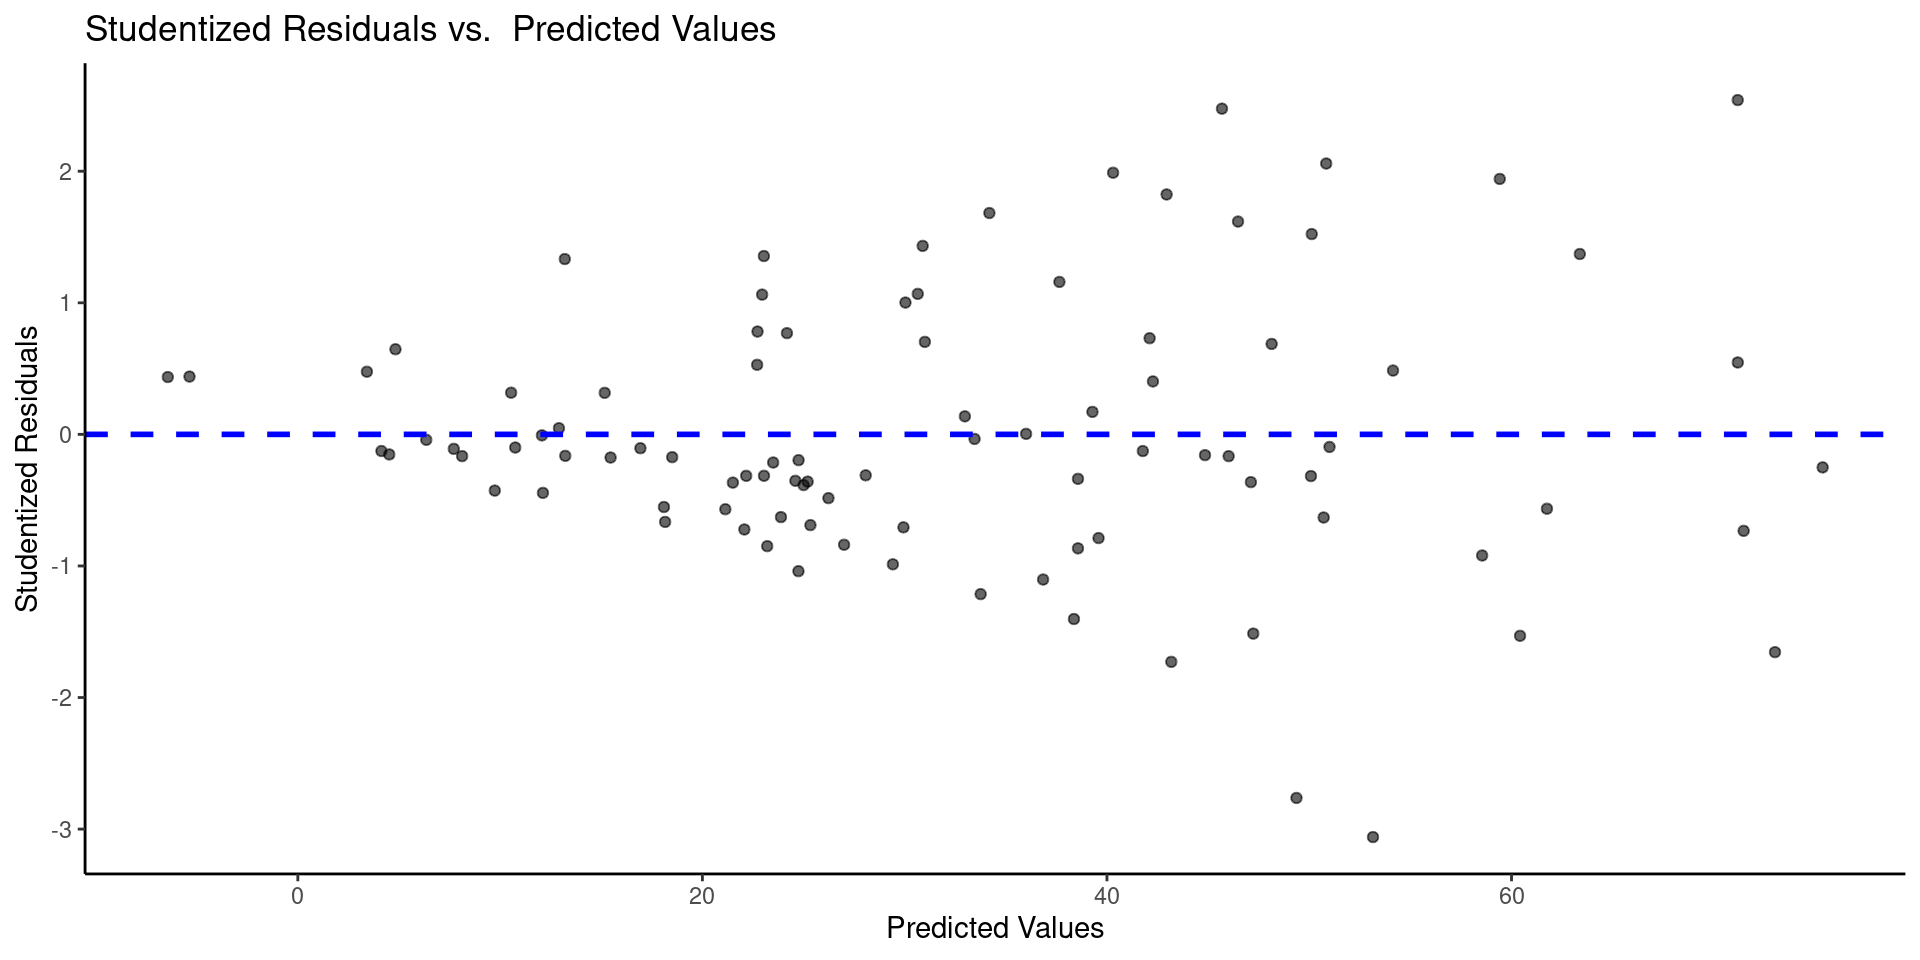 Studentized Residuals vs.  Predicted Values
Studentized Residuals
2
1
0
-1
-2
-3
0 20 40 60
Predicted Values